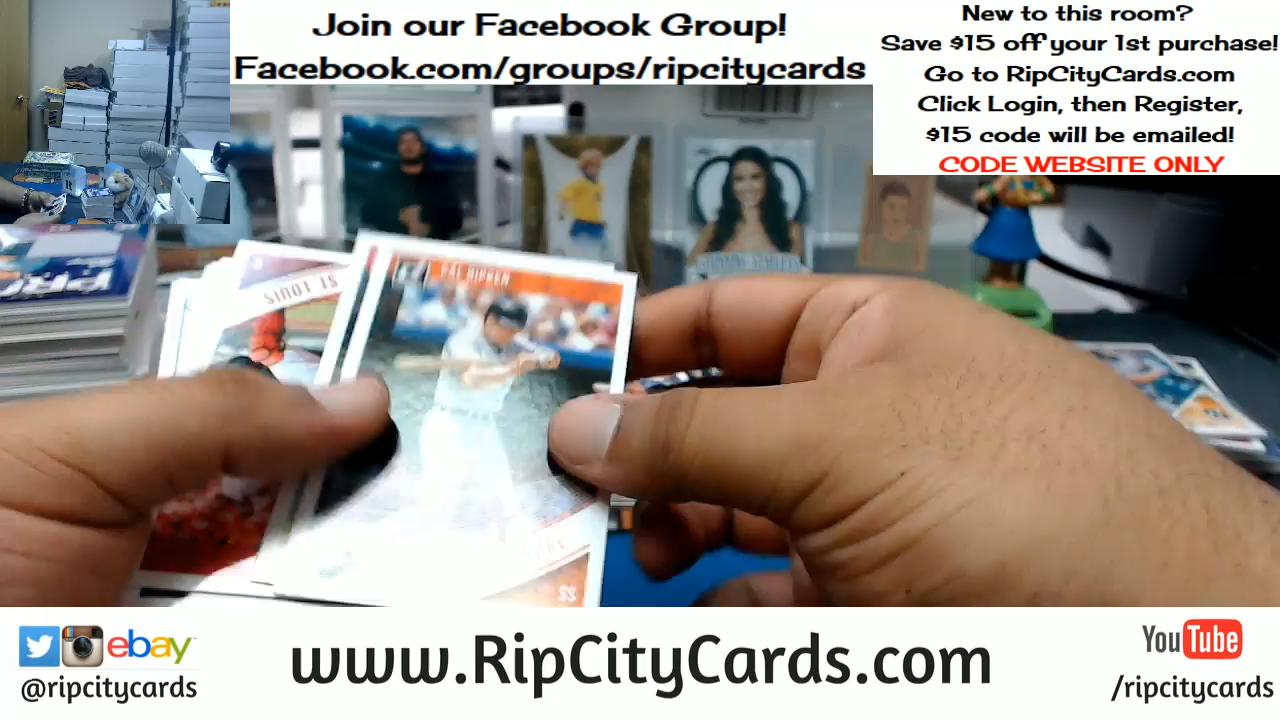 Join our Facebook Group!
Facebook.com/groups/ripcitycards
New to this room?
Save $15 off your 1st purchase!
Go to RipCityCards.com
Click Login, then Register,
$15 code will be emailed!
CODE WEBSITE ONLY
ST LOUIS
CAL RIPKEN
SS
ebay
@ripcitycards
www.RipCityCards.com
YouTube
/ripcitycards